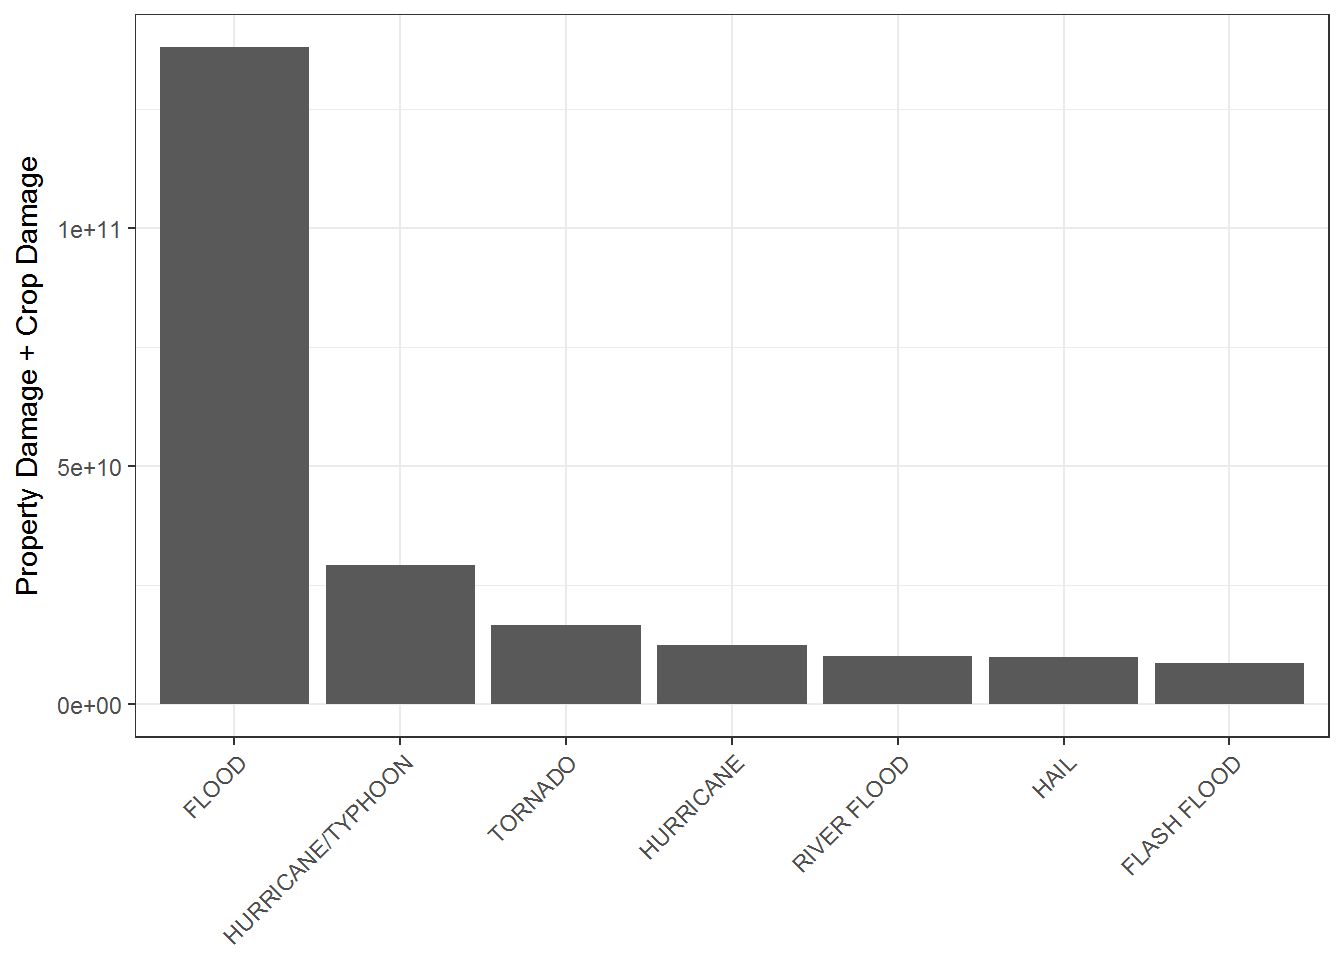 Property Damage + Crop Damage
1e+11
5e+10
0e+00
FLOOD
HURRICANE/TYPHOON
TORNADO
HURRICANE
RIVER FLOOD
HAIL
FLASH FLOOD